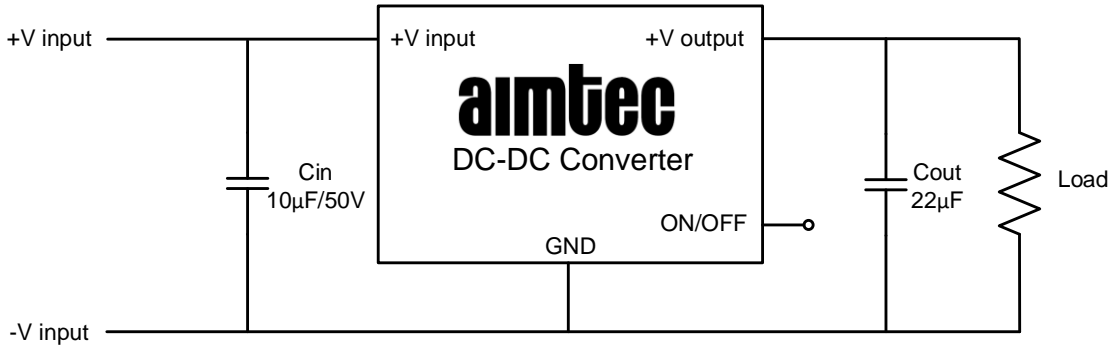 +V input
+V input
+V output
aimtec
DC-DC Converter
Cin
10µF/50V
Cout
22µF
Load
ON/OFF
GND
-V input